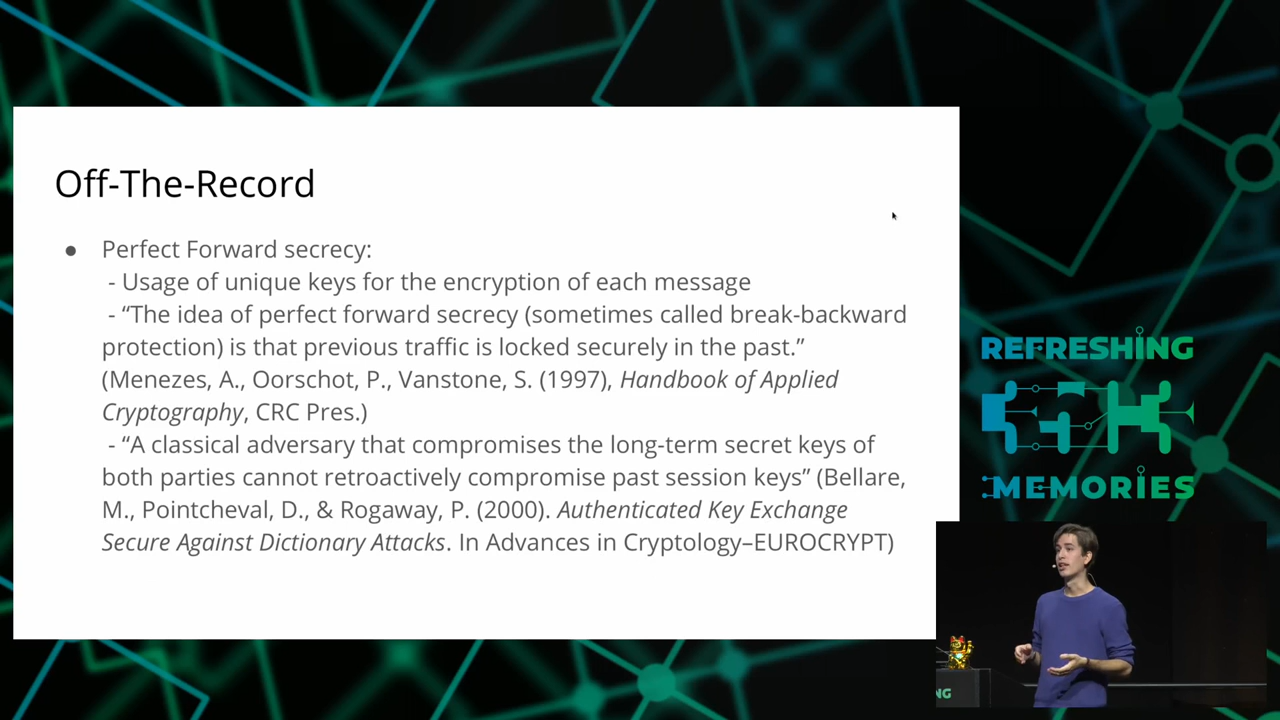 Off-The-Record
● Perfect Forward secrecy:
- Usage of unique keys for the encryption of each message
- “The idea of perfect forward secrecy (sometimes called break-backward
protection) is that previous traffic is locked securely in the past.”
(Menezes, A., Oorschot, P., Vanstone, S. (1997), Handbook of Applied
Cryptography, CRC Pres.)
- “A classical adversary that compromises the long-term secret keys of
both parties cannot retroactively compromise past session keys” (Bellare,
M., Pointcheval, D., & Rogaway, P. (2000). Authenticated Key Exchange
Secure Against Dictionary Attacks. In Advances in Cryptology–EUROCRYPT)
REFRESHING
MEMORIES
NG